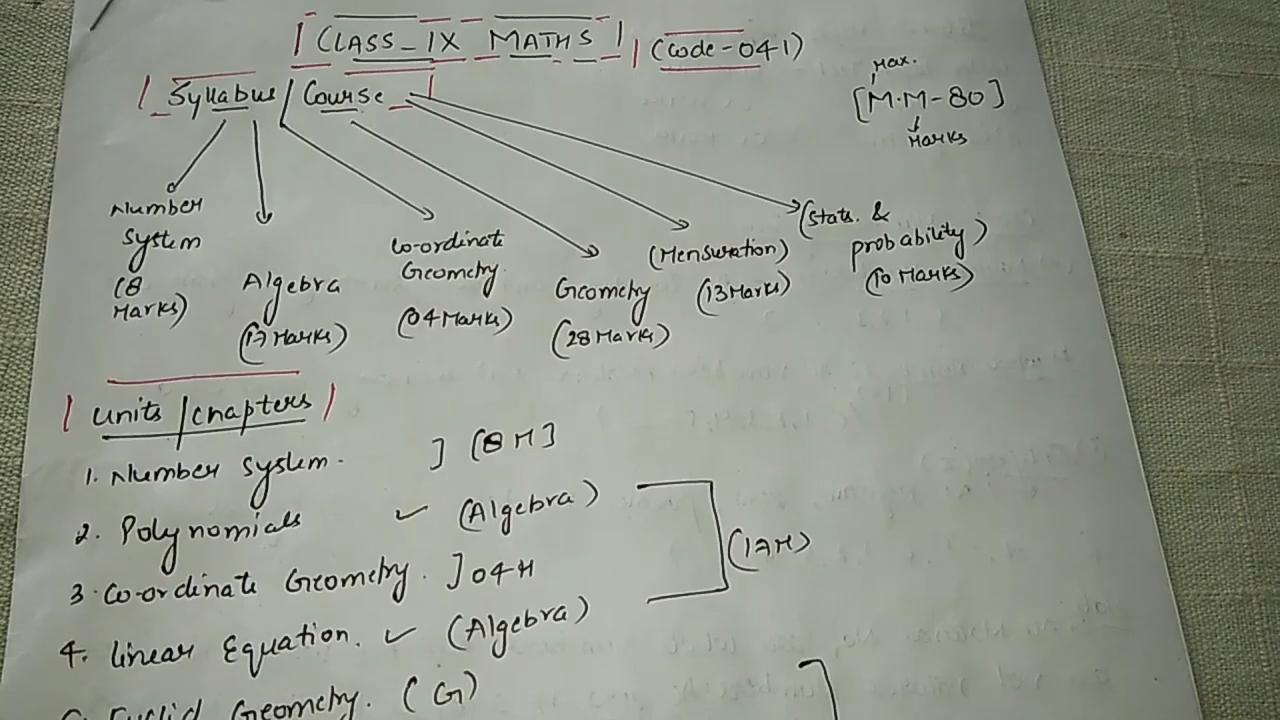 CLASS-IX MATHS (Code-041)
Syllabus/Course
Max.
[M.M-80]
Marks
Number
System
(8
Marks)
Algebra
(17 Marks)
Co-ordinate
Geometry
(04 Marks)
Geometry
(28 Marks)
(Mensuration)
(13 Marks)
(Stats. &
probability)
(10 Marks)
Units/Chapters
1. Number System. ] [8M]
2. Polynomials ✓ (Algebra)
(17M)
3. Co-ordinate Geometry. ] 04M
4. Linear Equation. ✓ (Algebra)
Euclid Geometry. (G)